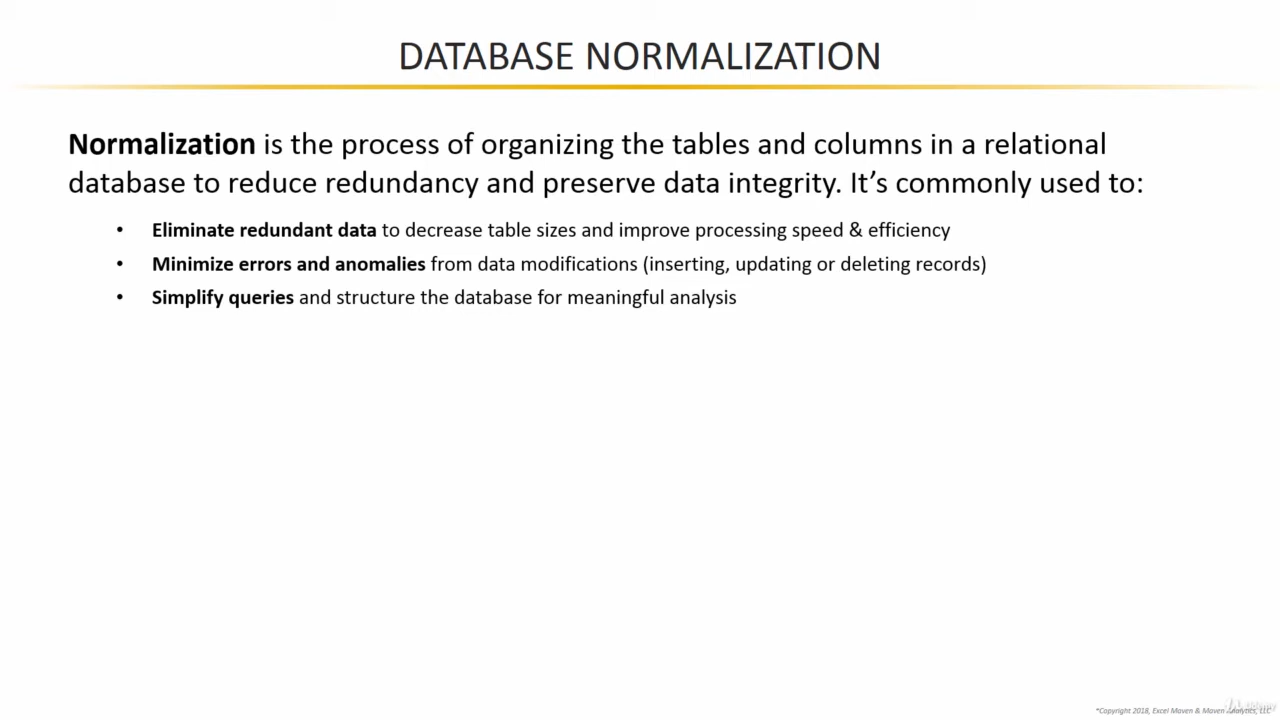 DATABASE NORMALIZATION
Normalization is the process of organizing the tables and columns in a relational
database to reduce redundancy and preserve data integrity. It’s commonly used to:
• Eliminate redundant data to decrease table sizes and improve processing speed & efficiency
• Minimize errors and anomalies from data modifications (inserting, updating or deleting records)
• Simplify queries and structure the database for meaningful analysis
*Copyright 2018, Excel Maven & Maven Analytics, LLC
Udemy